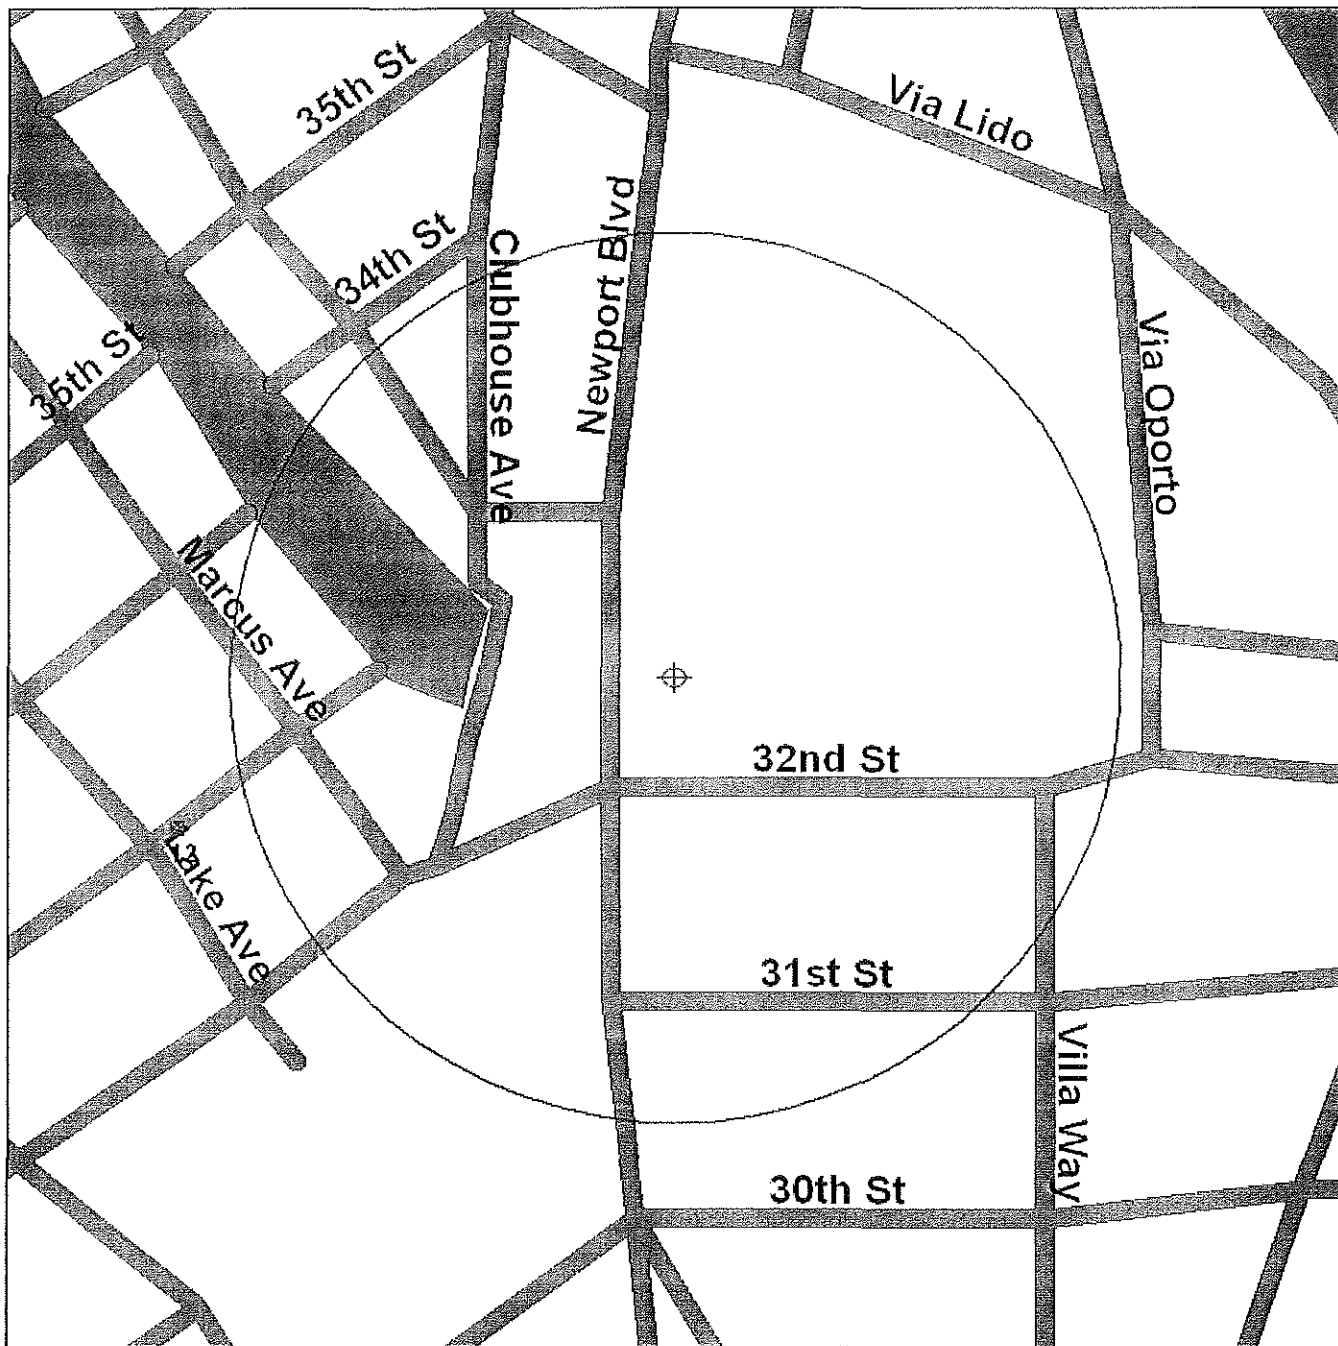 35th St
Via Lido
34th St
Clubhouse Ave
Newport Blvd
35th St
Via Oporto
Marcus Ave
32nd St
Lake Ave
31st St
Villa Way
30th St